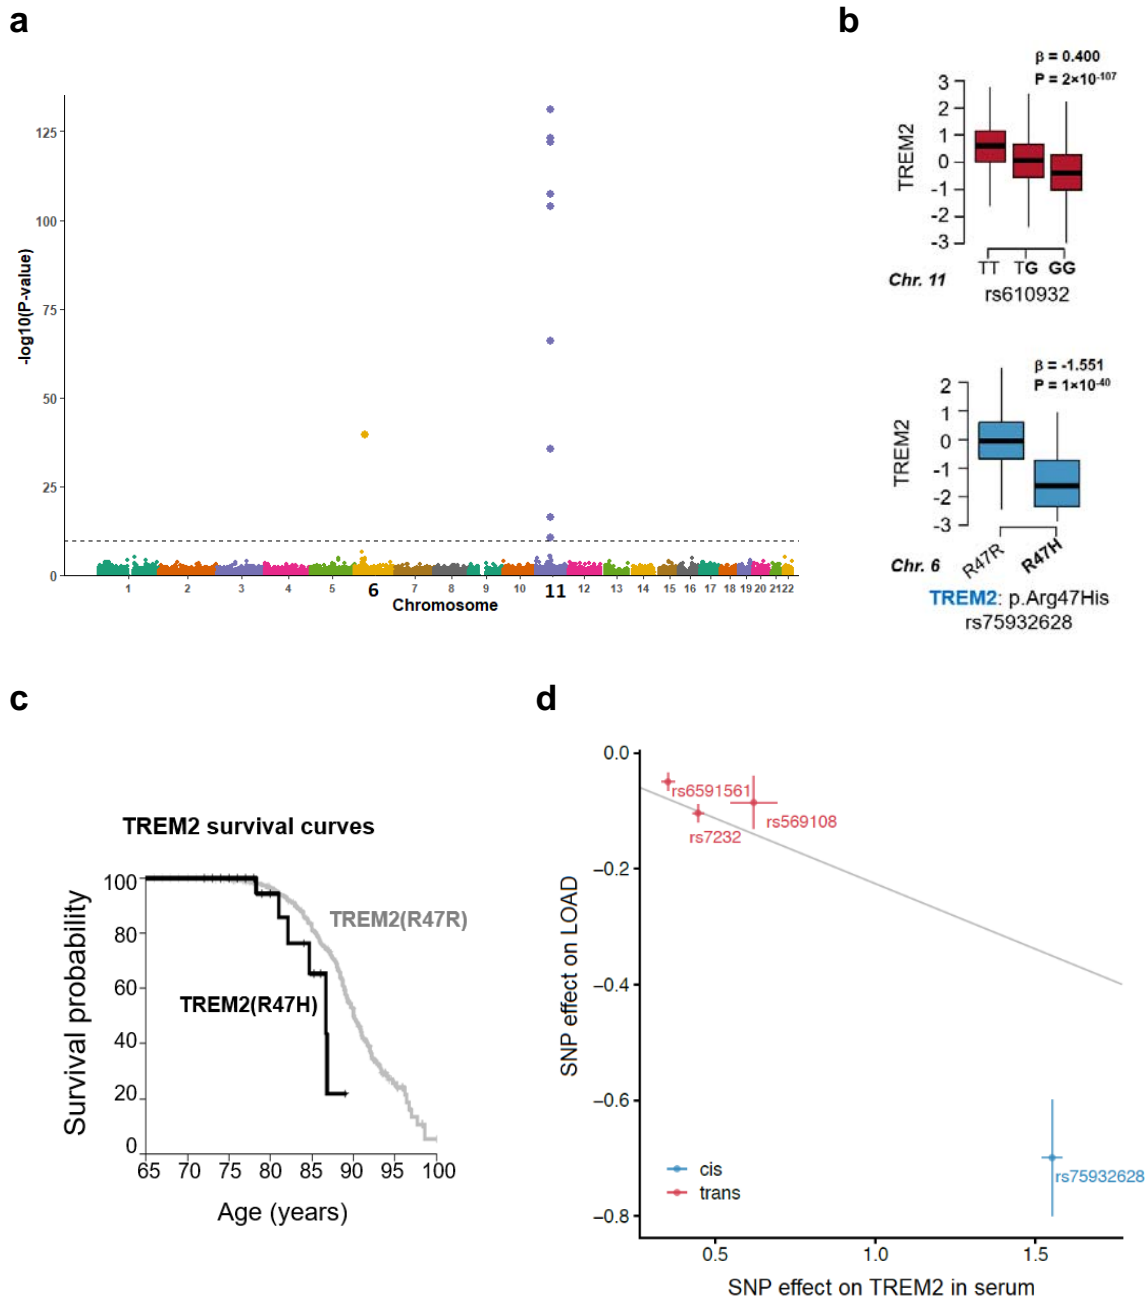 a
125
100
75
50
25
0
-log10(P-value)
1 2 3 4 5 6 7 8 9 10 11 12 13 14 15 16 17 18 19 20 21 22
Chromosome
b
β = 0.400
P = 2×10-107
3
2
1
0
-1
-2
-3
TREM2
TT TG GG
Chr. 11
rs610932
β = -1.551
P = 1×10-40
2
1
0
-1
-2
-3
TREM2
R47R R47H
Chr. 6
TREM2: p.Arg47His
rs75932628
c
TREM2 survival curves
100
80
60
40
20
0
Survival probability
TREM2(R47R)
TREM2(R47H)
65 70 75 80 85 90 95 100
Age (years)
d
0.0
−0.2
−0.4
−0.6
−0.8
SNP effect on LOAD
rs6591561
rs569108
rs7232
rs75932628
cis
trans
0.5 1.0 1.5
SNP effect on TREM2 in serum